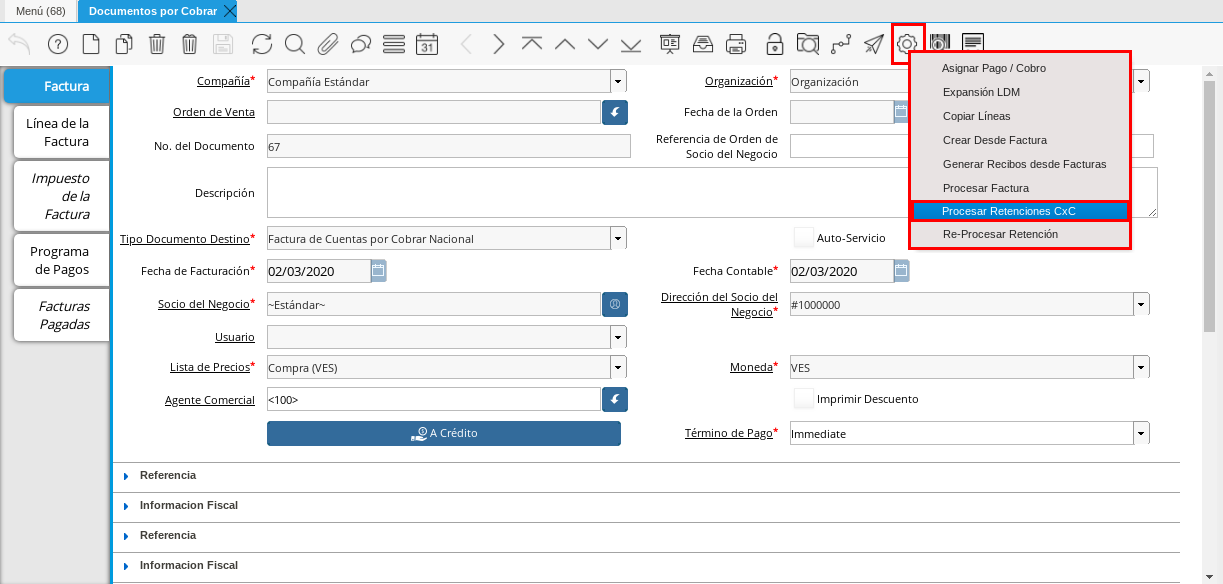 Menú (68)
Documentos por Cobrar
31
Factura
Línea de la
Factura
Impuesto
de la
Factura
Programa
de Pagos
Facturas
Pagadas
Compañía* Compañía Estándar
Organización* Organización
Orden de Venta
Fecha de la Orden
No. del Documento 67
Referencia de Orden de
Socio del Negocio
Descripción
Tipo Documento Destino* Factura de Cuentas por Cobrar Nacional
Auto-Servicio
Fecha de Facturación* 02/03/2020
Fecha Contable* 02/03/2020
Socio del Negocio* ~Estándar~
Dirección del Socio del
Negocio* #1000000
Usuario
Lista de Precios* Compra (VES)
Moneda* VES
Agente Comercial <100>
Imprimir Descuento
A Crédito
Término de Pago* Immediate
Referencia
Informacion Fiscal
Referencia
Informacion Fiscal
Asignar Pago / Cobro
Expansión LDM
Copiar Líneas
Crear Desde Factura
Generar Recibos desde Facturas
Procesar Factura
Procesar Retenciones CxC
Re-Procesar Retención